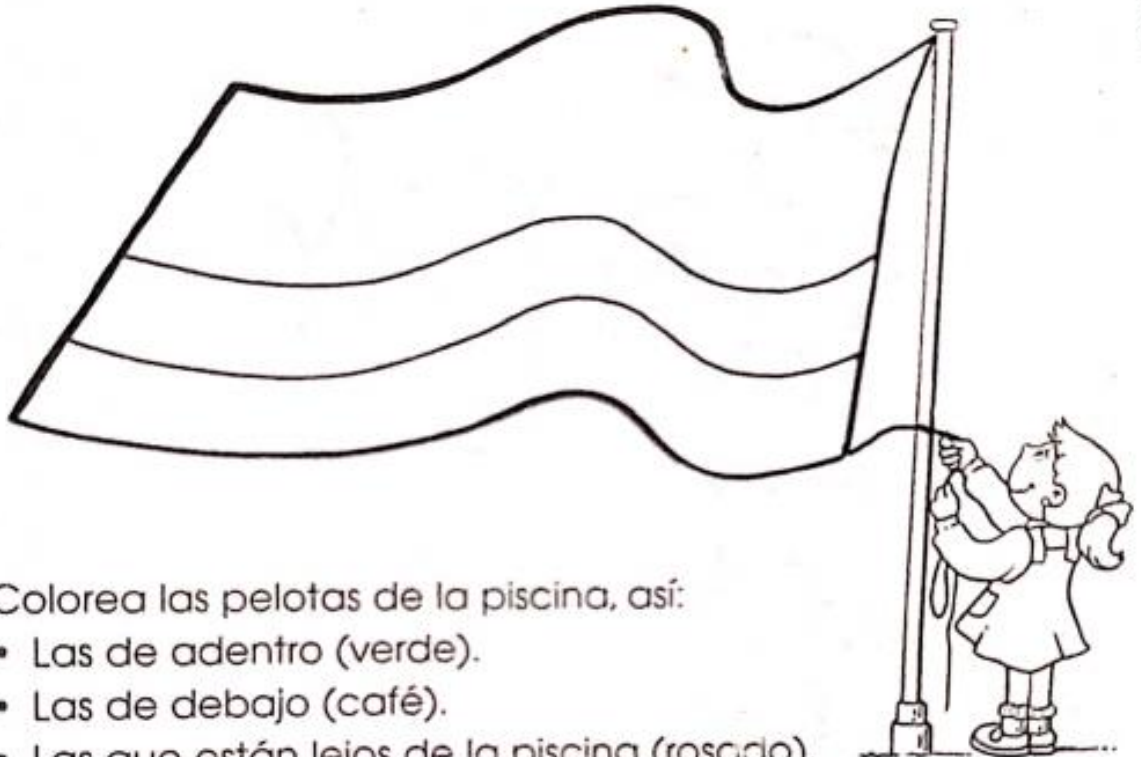 Colorea las pelotas de la piscina, así:
• Las de adentro (verde).
• Las de debajo (café).
• Las que están lejos de la piscina (rosado)